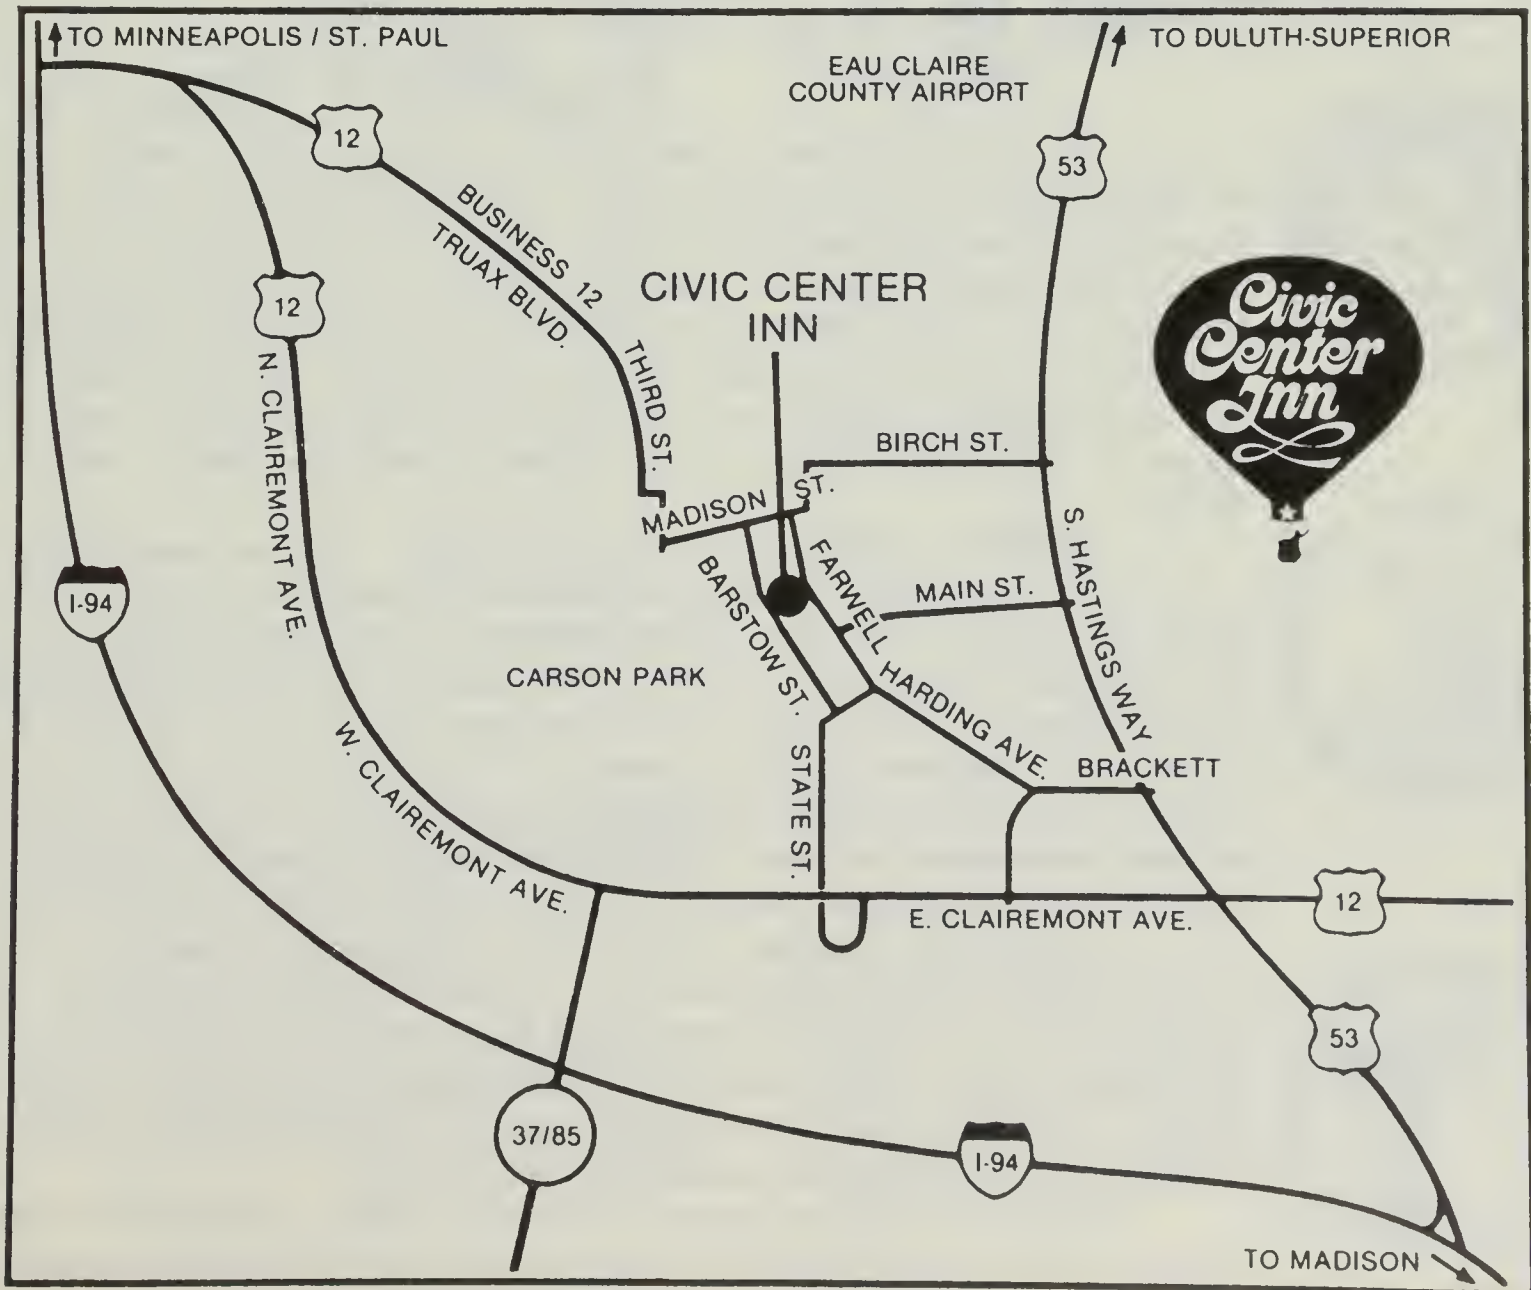 TO MINNEAPOLIS / ST. PAUL
TO DULUTH-SUPERIOR
EAU CLAIRE
COUNTY AIRPORT
12
53
BUSINESS 12
TRUAX BLVD.
12
CIVIC CENTER
INN
Civic
Center
Inn
THIRD ST.
N. CLAIREMONT AVE.
BIRCH ST.
MADISON ST.
S. HASTINGS WAY
I-94
BARSTOW ST.
FARWELL
MAIN ST.
CARSON PARK
HARDING AVE.
W. CLAIREMONT AVE.
STATE ST.
BRACKETT
12
E. CLAIREMONT AVE.
53
37/85
I-94
TO MADISON